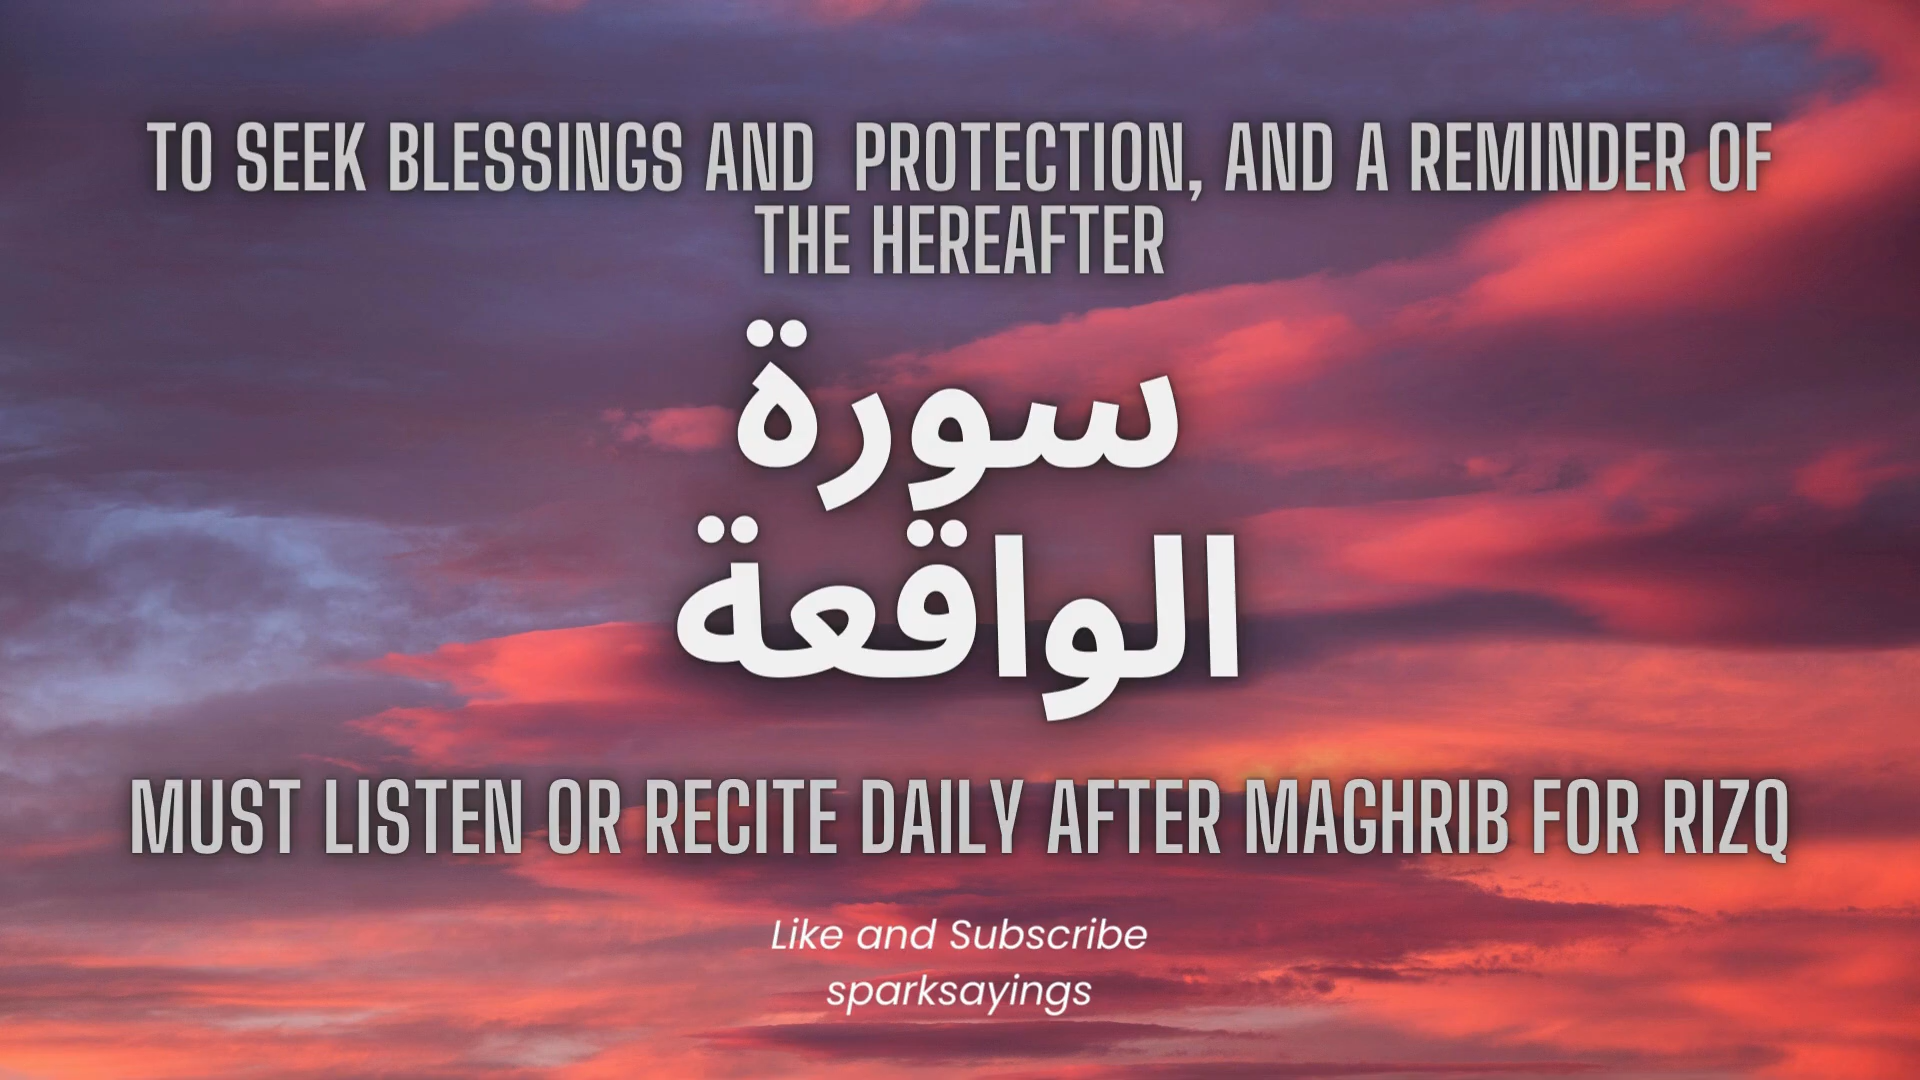 TO SEEK BLESSINGS AND PROTECTION, AND A REMINDER OF
THE HEREAFTER
سورة
الواقعة
MUST LISTEN OR RECITE DAILY AFTER MAGHRIB FOR RIZQ
Like and Subscribe
sparksayings